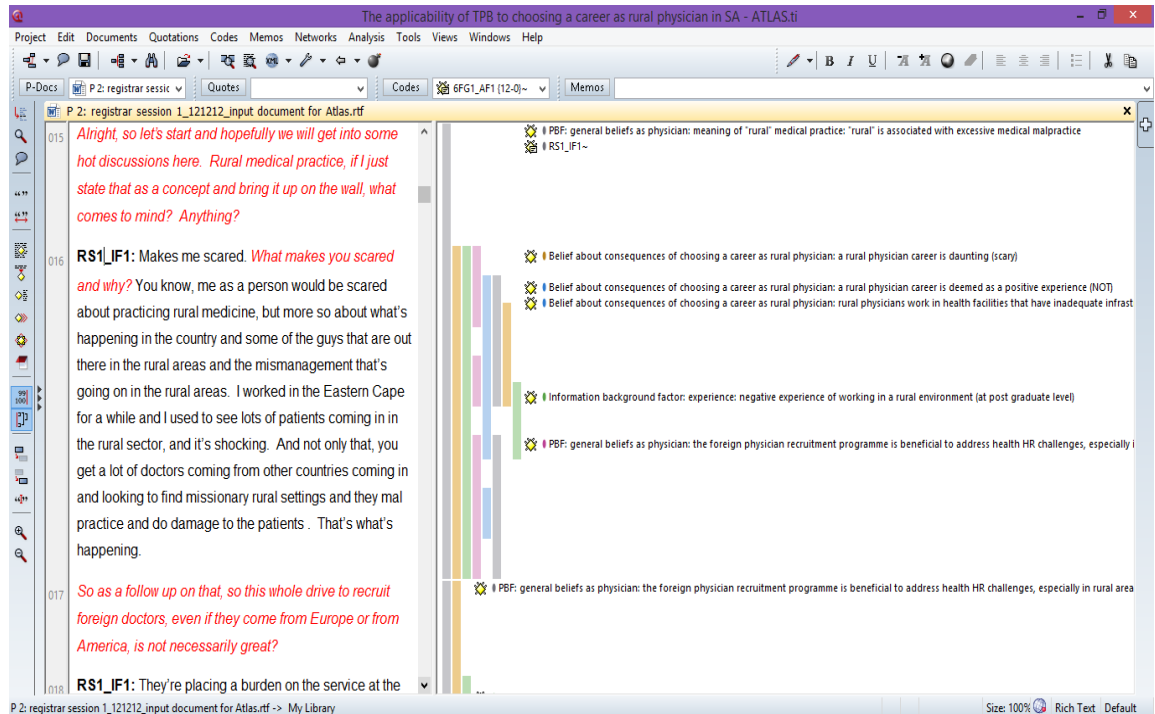 The applicability of TPB to choosing a career as rural physician in SA - ATLAS.ti
Project Edit Documents Quotations Codes Memos Networks Analysis Tools Views Windows Help
B I U A A
P-Docs P 2: registrar sessic Quotes Codes 6FG1_AF1 {12-0}~ Memos
P 2: registrar session 1_121212_input document for Atlas.rtf
015 Alright, so let's start and hopefully we will get into some
hot discussions here. Rural medical practice, if I just
state that as a concept and bring it up on the wall, what
comes to mind? Anything?
016 RS1_IF1: Makes me scared. What makes you scared
and why? You know, me as a person would be scared
about practicing rural medicine, but more so about what's
happening in the country and some of the guys that are out
there in the rural areas and the mismanagement that's
going on in the rural areas. I worked in the Eastern Cape
for a while and I used to see lots of patients coming in in
the rural sector, and it's shocking. And not only that, you
get a lot of doctors coming from other countries coming in
and looking to find missionary rural settings and they mal
practice and do damage to the patients . That's what's
happening.
017 So as a follow up on that, so this whole drive to recruit
foreign doctors, even if they come from Europe or from
America, is not necessarily great?
018 RS1_IF1: They're placing a burden on the service at the
PBF: general beliefs as physician: meaning of "rural" medical practice: "rural" is associated with excessive medical malpractice
RS1_IF1~
Belief about consequences of choosing a career as rural physician: a rural physician career is daunting (scary)
Belief about consequences of choosing a career as rural physician: a rural physician career is deemed as a positive experience (NOT)
Belief about consequences of choosing a career as rural physician: rural physicians work in health facilities that have inadequate infrast
Information background factor: experience: negative experience of working in a rural environment (at post graduate level)
PBF: general beliefs as physician: the foreign physician recruitment programme is beneficial to address health HR challenges, especially i
PBF: general beliefs as physician: the foreign physician recruitment programme is beneficial to address health HR challenges, especially in rural area
P 2: registrar session 1_121212_input document for Atlas.rtf -> My Library
Size: 100% Rich Text Default